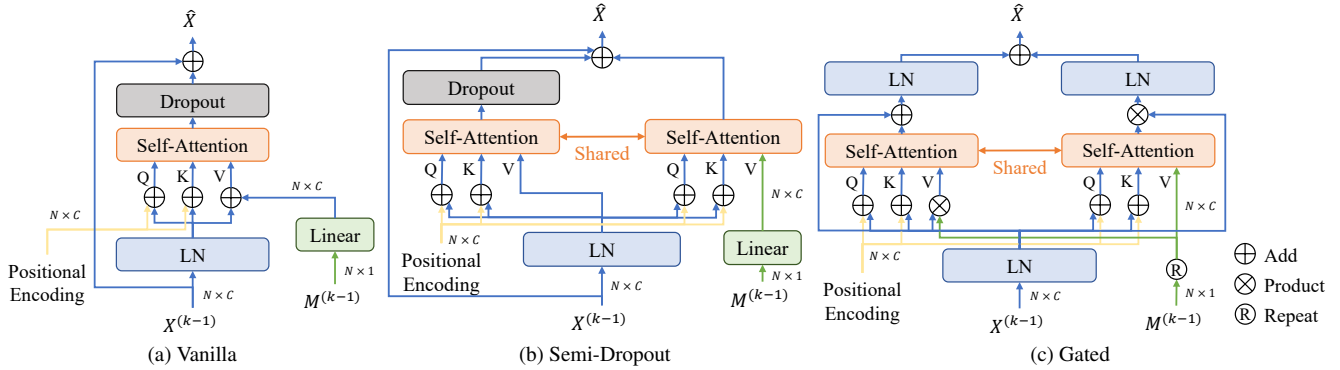 X̂
Dropout
Self-Attention
Q K V
N × C
N × C
Linear
LN
Positional
Encoding
N × 1
N × C
M^(k−1)
X^(k−1)
(a) Vanilla
X̂
Dropout
Self-Attention
Shared
Self-Attention
Q K V
Q K V
N × C
N × C
Positional
Encoding
LN
Linear
N × 1
N × C
M^(k−1)
X^(k−1)
(b) Semi-Dropout
X̂
LN
LN
Self-Attention
Shared
Self-Attention
Q K V
Q K V
N × C
N × C
Positional
Encoding
LN
R
N × 1
N × C
X^(k−1)
M^(k−1)
(c) Gated
Add
Product
R Repeat